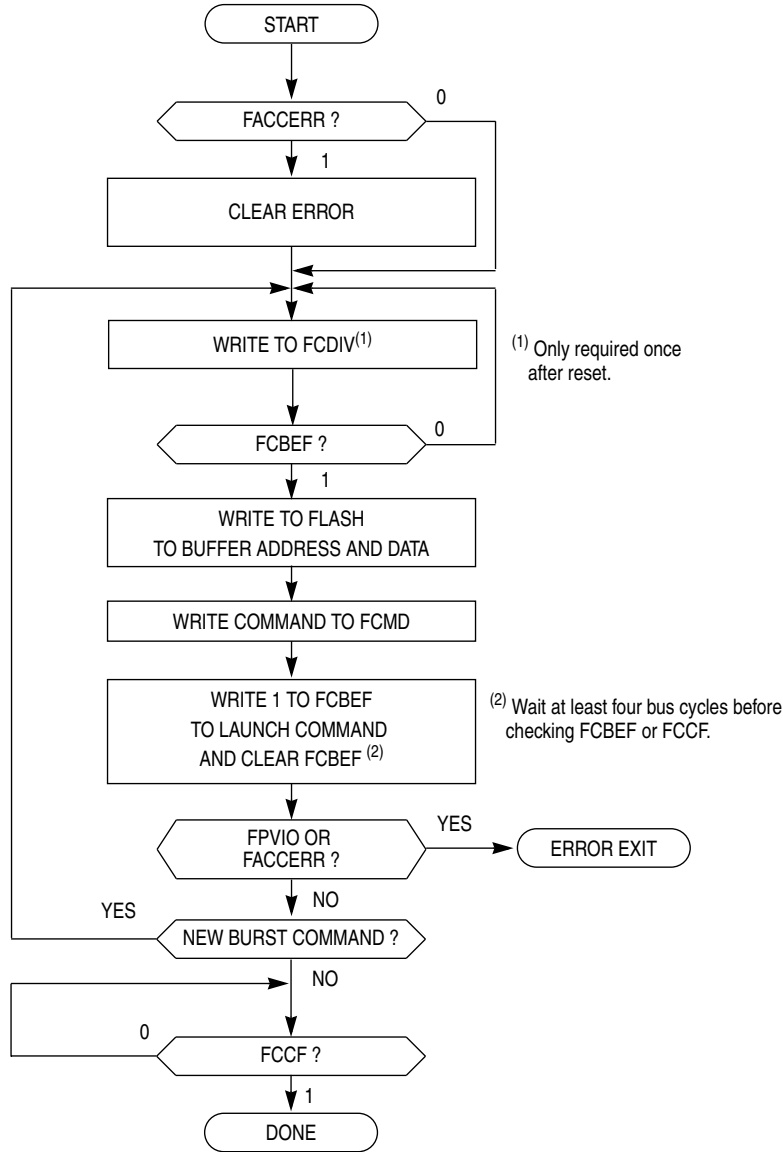 START
FACCERR ?
0
1
CLEAR ERROR
WRITE TO FCDIV(1)
(1) Only required once
after reset.
FCBEF ?
0
1
WRITE TO FLASH
TO BUFFER ADDRESS AND DATA
WRITE COMMAND TO FCMD
WRITE 1 TO FCBEF
TO LAUNCH COMMAND
AND CLEAR FCBEF (2)
(2) Wait at least four bus cycles before
checking FCBEF or FCCF.
FPVIO OR
FACCERR ?
YES
ERROR EXIT
NO
YES
NEW BURST COMMAND ?
NO
0
FCCF ?
1
DONE